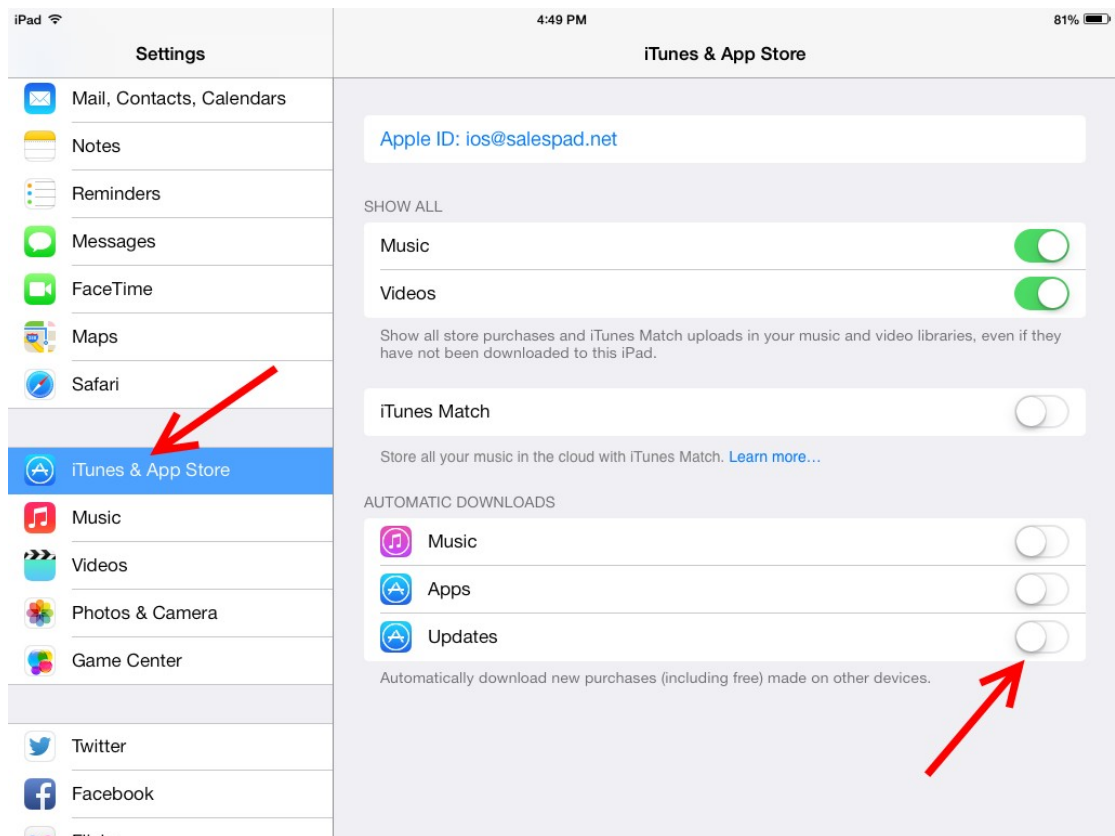 iPad 4:49 PM 81%
Settings
Mail, Contacts, Calendars
Notes
Reminders
Messages
FaceTime
Maps
Safari
iTunes & App Store
Music
Videos
Photos & Camera
Game Center
Twitter
Facebook
iTunes & App Store
Apple ID: ios@salespad.net
SHOW ALL
Music
Videos
Show all store purchases and iTunes Match uploads in your music and video libraries, even if they
have not been downloaded to this iPad.
iTunes Match
Store all your music in the cloud with iTunes Match. Learn more…
AUTOMATIC DOWNLOADS
Music
Apps
Updates
Automatically download new purchases (including free) made on other devices.